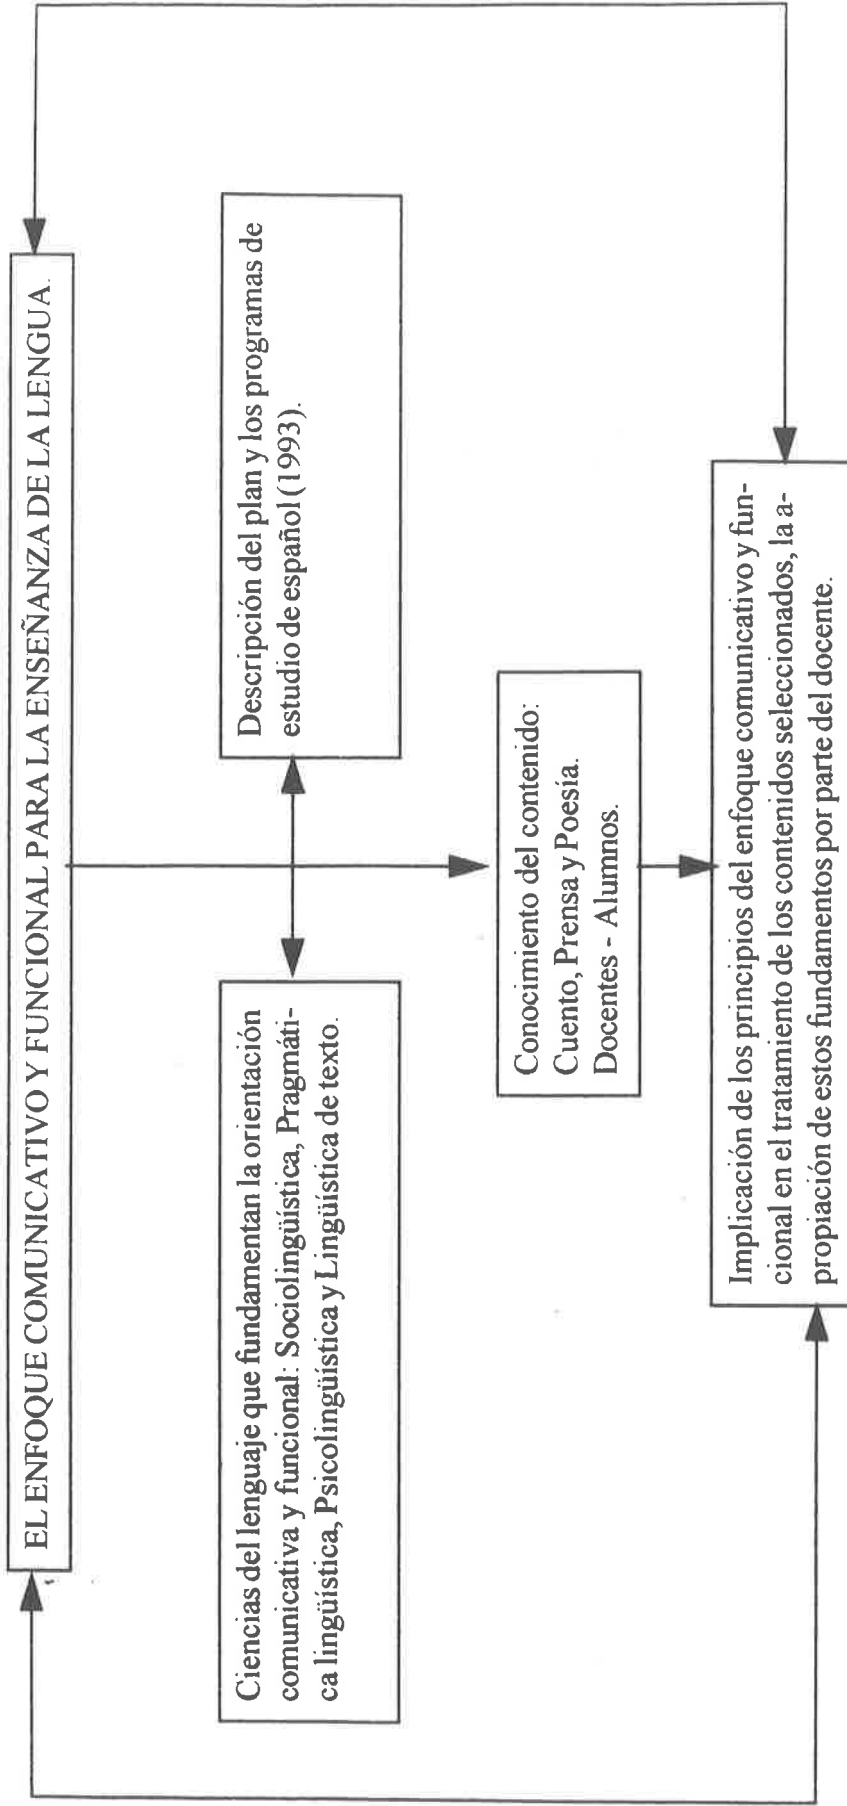 EL ENFOQUE COMUNICATIVO Y FUNCIONAL PARA LA ENSEÑANZA DE LA LENGUA.
Ciencias del lenguaje que fundamentan la orientación
comunicativa y funcional: Sociolingüística, Pragmáti-
ca lingüística, Psicolingüística y Lingüística de texto.
Descripción del plan y los programas de
estudio de español (1993).
Conocimiento del contenido:
Cuento, Prensa y Poesía.
Docentes - Alumnos.
Implicación de los principios del enfoque comunicativo y fun-
cional en el tratamiento de los contenidos seleccionados, la a-
propiación de estos fundamentos por parte del docente.